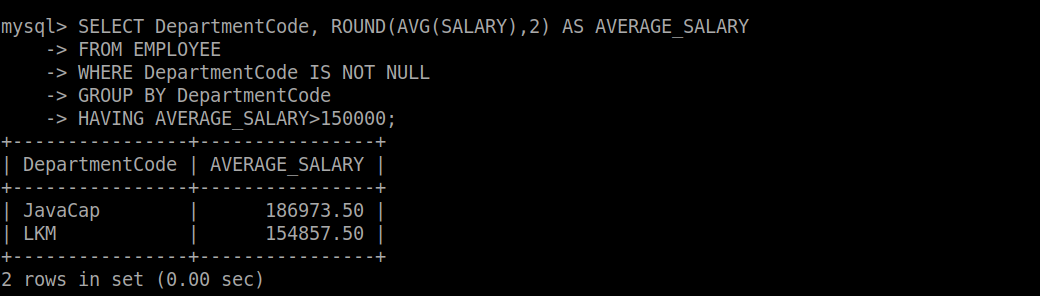 mysql> SELECT DepartmentCode, ROUND(AVG(SALARY),2) AS AVERAGE_SALARY
    -> FROM EMPLOYEE
    -> WHERE DepartmentCode IS NOT NULL
    -> GROUP BY DepartmentCode
    -> HAVING AVERAGE_SALARY>150000;
+----------------+----------------+
| DepartmentCode | AVERAGE_SALARY |
+----------------+----------------+
| JavaCap        |      186973.50 |
| LKM            |      154857.50 |
+----------------+----------------+
2 rows in set (0.00 sec)